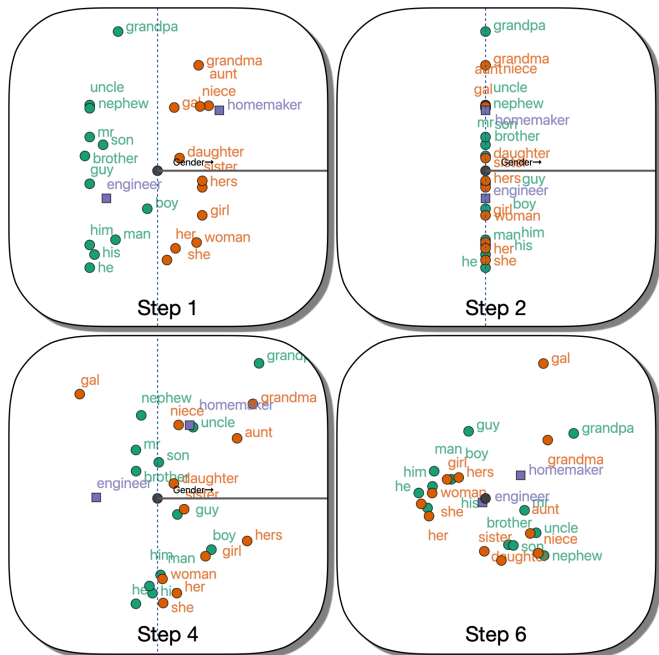 grandpa
grandma
aunt
uncle
niece
nephew
gal
homemaker
mr
son
brother
daughter
Gender→
sister
guy
engineer
hers
boy
girl
him
man
her
woman
his
she
he
Step 1
grandpa
grandma
auntniece
gal
uncle
nephew
homemaker
mr
son
brother
daughter
Gender→
hers
guy
engineer
girl
boy
woman
man
him
her
his
he
she
Step 2
grandp
gal
grandma
nephew
niece
homemaker
uncle
aunt
mr
son
brother
daughter
engineer
Gender→
sister
guy
boy
hers
girl
him
man
woman
he
his
her
she
Step 4
gal
guy
grandpa
man
boy
grandma
girl
him
hers
homemaker
he
woman
his
engineer
mr
she
aunt
brother
uncle
her
sister
son
niece
daughter
nephew
Step 6